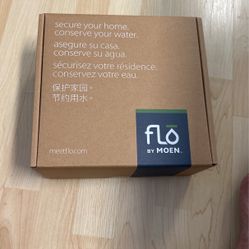 secure your home.
conserve your water.
asegure su casa.
conserve su agua.
sécurisez votre résidence.
conservez votre eau.
保护家园。
节约用水。
meetflo.com
flō
BY MOEN